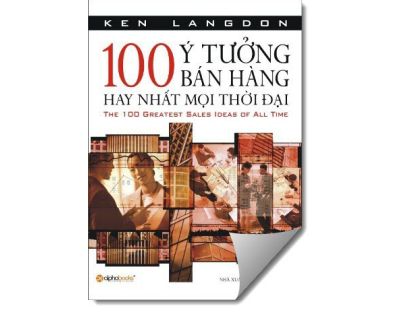 KEN LANGDON
100 Ý TƯỞNG
BÁN HÀNG
HAY NHẤT MỌI THỜI ĐẠI
THE 100 GREATEST SALES IDEAS OF ALL TIME
alphabooks
NHÀ XUẤ